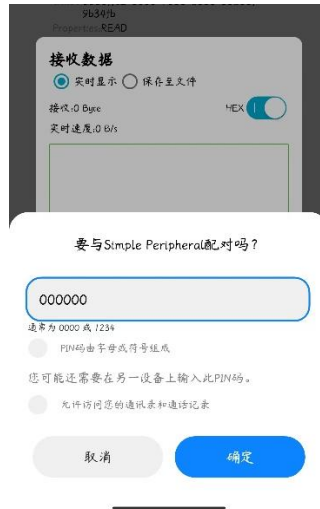 9b39fb
Properties:READ
接收数据
实时显示 保存至文件
接收:0 Byte HEX
实时速度:0 B/s
要与Simple Peripheral配对吗？
000000
通常为 0000 或 1234
PIN码由字母或符号组成
您可能还需要在另一设备上输入此PIN码。
允许访问您的通讯录和通话记录
取消 确定